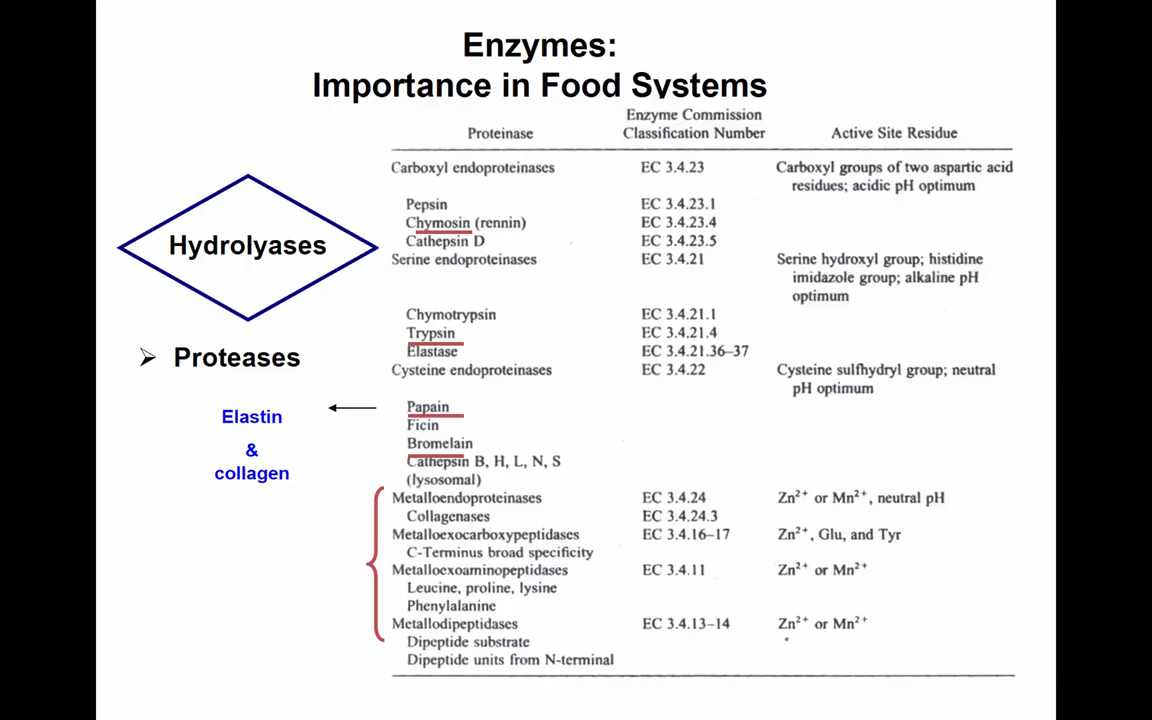 Enzymes:
Importance in Food Systems
Proteinase Enzyme Commission Classification Number Active Site Residue
Hydrolyases
➢ Proteases
Elastin
&
collagen
Carboxyl endoproteinases EC 3.4.23 Carboxyl groups of two aspartic acid
residues; acidic pH optimum
Pepsin EC 3.4.23.1
Chymosin (rennin) EC 3.4.23.4
Cathepsin D EC 3.4.23.5
Serine endoproteinases EC 3.4.21 Serine hydroxyl group; histidine
imidazole group; alkaline pH
optimum
Chymotrypsin EC 3.4.21.1
Trypsin EC 3.4.21.4
Elastase EC 3.4.21.36–37
Cysteine endoproteinases EC 3.4.22 Cysteine sulfhydryl group; neutral
pH optimum
Papain
Ficin
Bromelain
Cathepsin B, H, L, N, S
(lysosomal)
Metalloendoproteinases EC 3.4.24 Zn²⁺ or Mn²⁺, neutral pH
Collagenases EC 3.4.24.3
Metalloexocarboxypeptidases EC 3.4.16–17 Zn²⁺, Glu, and Tyr
C-Terminus broad specificity
Metalloexoaminopeptidases EC 3.4.11 Zn²⁺ or Mn²⁺
Leucine, proline, lysine
Phenylalanine
Metallodipeptidases EC 3.4.13–14 Zn²⁺ or Mn²⁺
Dipeptide substrate
Dipeptide units from N-terminal